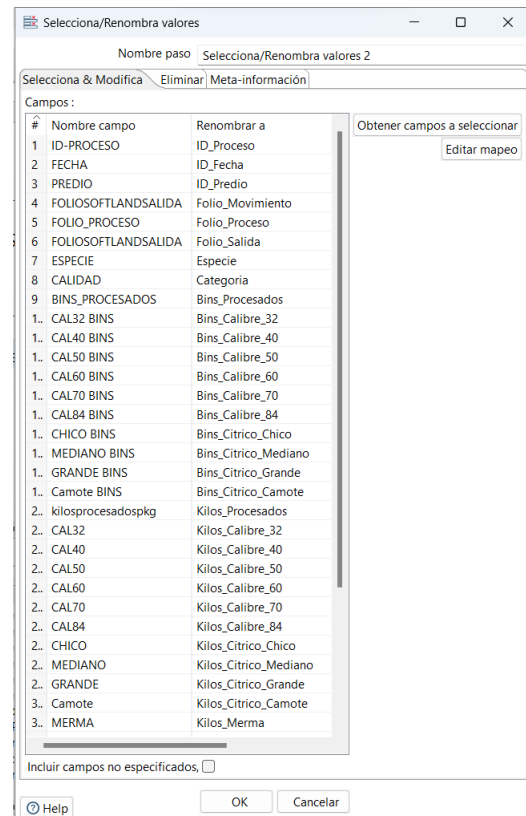 Selecciona/Renombra valores
Nombre paso Selecciona/Renombra valores 2
Selecciona & Modifica Eliminar Meta-información
Campos :
# Nombre campo Renombrar a
1 ID-PROCESO ID_Proceso
2 FECHA ID_Fecha
3 PREDIO ID_Predio
4 FOLIOSOFTLANDSALIDA Folio_Movimiento
5 FOLIO_PROCESO Folio_Proceso
6 FOLIOSOFTLANDSALIDA Folio_Salida
7 ESPECIE Especie
8 CALIDAD Categoria
9 BINS_PROCESADOS Bins_Procesados
1.. CAL32 BINS Bins_Calibre_32
1.. CAL40 BINS Bins_Calibre_40
1.. CAL50 BINS Bins_Calibre_50
1.. CAL60 BINS Bins_Calibre_60
1.. CAL70 BINS Bins_Calibre_70
1.. CAL84 BINS Bins_Calibre_84
1.. CHICO BINS Bins_Citrico_Chico
1.. MEDIANO BINS Bins_Citrico_Mediano
1.. GRANDE BINS Bins_Citrico_Grande
1.. Camote BINS Bins_Citrico_Camote
2.. kilosprocesadospkg Kilos_Procesados
2.. CAL32 Kilos_Calibre_32
2.. CAL40 Kilos_Calibre_40
2.. CAL50 Kilos_Calibre_50
2.. CAL60 Kilos_Calibre_60
2.. CAL70 Kilos_Calibre_70
2.. CAL84 Kilos_Calibre_84
2.. CHICO Kilos_Citrico_Chico
2.. MEDIANO Kilos_Citrico_Mediano
2.. GRANDE Kilos_Citrico_Grande
3.. Camote Kilos_Citrico_Camote
3.. MERMA Kilos_Merma
Obtener campos a seleccionar
Editar mapeo
Incluir campos no especificados,
Help OK Cancelar